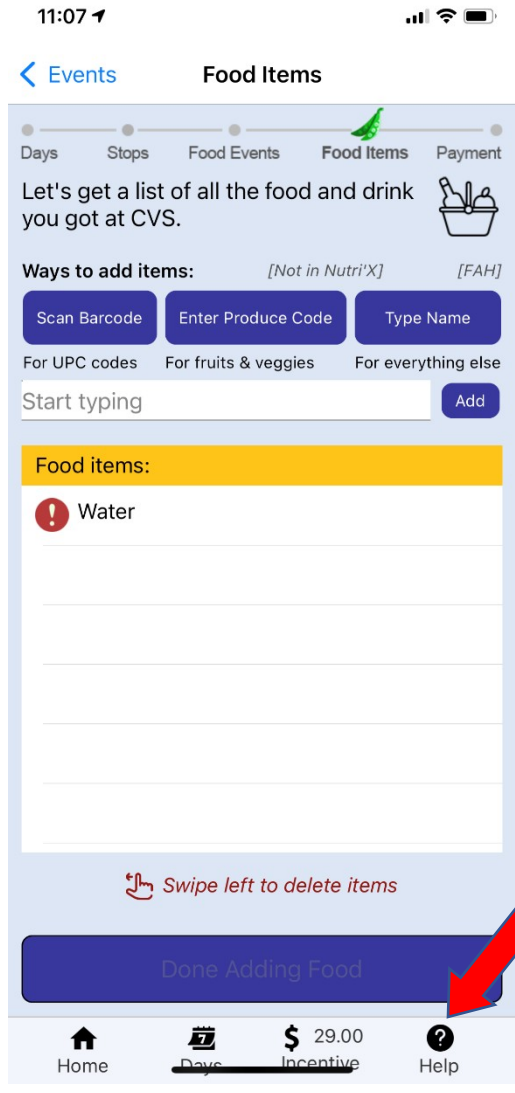 11:07
Events Food Items
Days Stops Food Events Food Items Payment
Let's get a list of all the food and drink
you got at CVS.
Ways to add items: [Not in Nutri'X] [FAH]
Scan Barcode Enter Produce Code Type Name
For UPC codes For fruits & veggies For everything else
Start typing Add
Food items:
! Water
Swipe left to delete items
Done Adding Food
7 $ 29.00 ?
Home Days Incentive Help